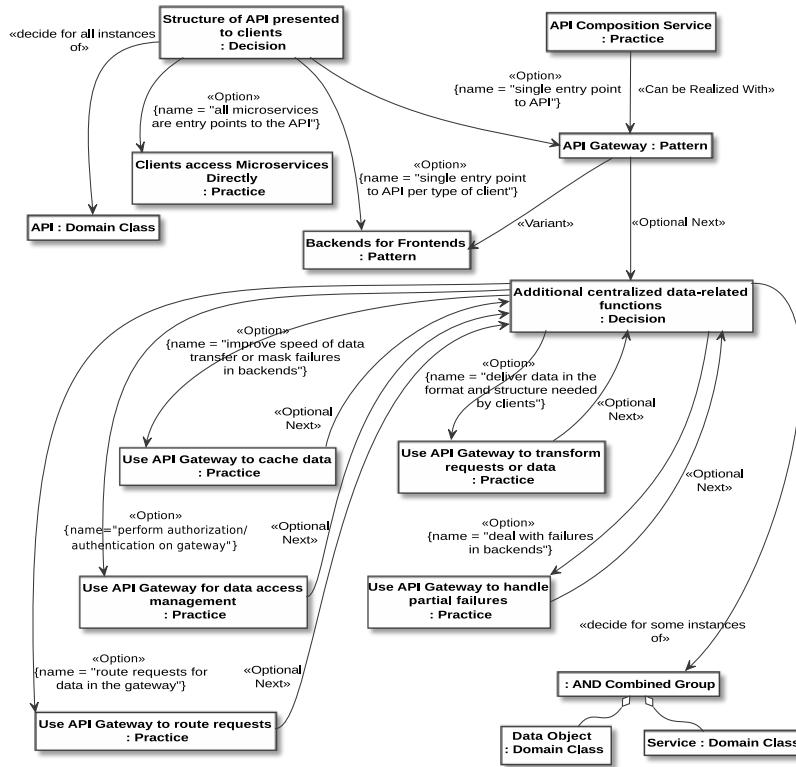 Structure of API presented
to clients
: Decision
API Composition Service
: Practice
«decide for all instances
of»
«Option»
{name = "single entry point
to API"}
«Can be Realized With»
«Option»
{name = "all microservices
are entry points to the API"}
API Gateway : Pattern
Clients access Microservices
Directly
: Practice
«Option»
{name = "single entry point
to API per type of client"}
API : Domain Class
«Variant»
«Optional Next»
Backends for Frontends
: Pattern
Additional centralized data-related
functions
: Decision
«Option»
{name = "improve speed of data
transfer or mask failures
in backends"}
«Option»
{name = "deliver data in the
format and structure needed
by clients"}
«Optional
Next»
«Optional
Next»
Use API Gateway to cache data
: Practice
Use API Gateway to transform
requests or data
: Practice
«Optional
Next»
«Option»
{name="perform authorization/
authentication on gateway"}
«Optional
Next»
«Option»
{name = "deal with failures
in backends"}
Use API Gateway for data access
management
: Practice
Use API Gateway to handle
partial failures
: Practice
«decide for some instances
of»
«Option»
{name = "route requests for
data in the gateway"}
«Optional
Next»
: AND Combined Group
Use API Gateway to route requests
: Practice
Data Object
: Domain Class
Service : Domain Class